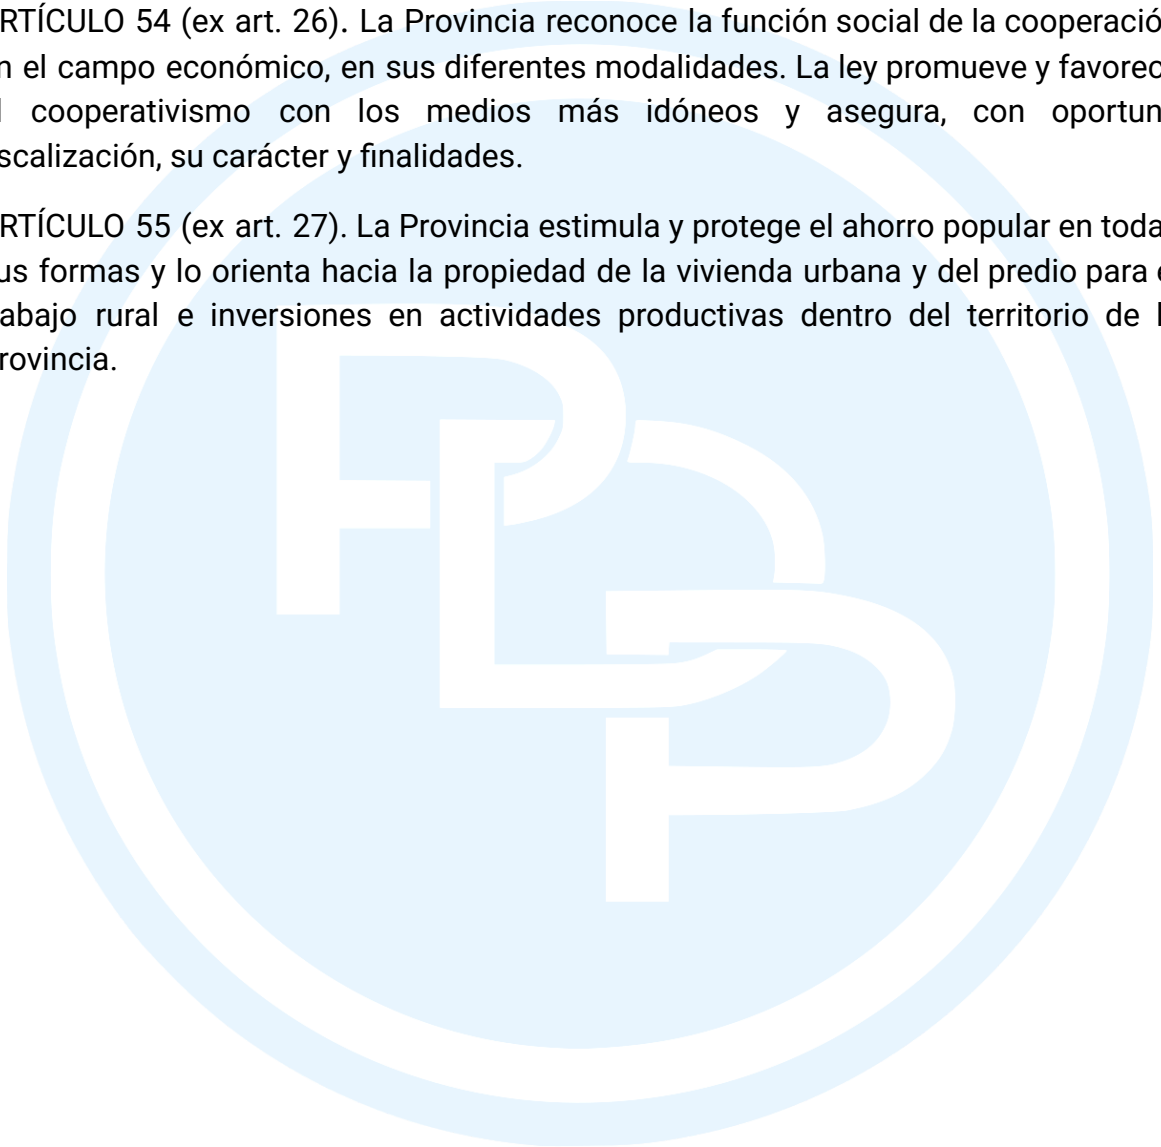 RTÍCULO 54 (ex art. 26). La Provincia reconoce la función social de la cooperació
n el campo económico, en sus diferentes modalidades. La ley promueve y favorec
l cooperativismo con los medios más idóneos y asegura, con oportun
scalización, su carácter y finalidades.
RTÍCULO 55 (ex art. 27). La Provincia estimula y protege el ahorro popular en toda
us formas y lo orienta hacia la propiedad de la vivienda urbana y del predio para e
abajo rural e inversiones en actividades productivas dentro del territorio de l
rovincia.
PDP